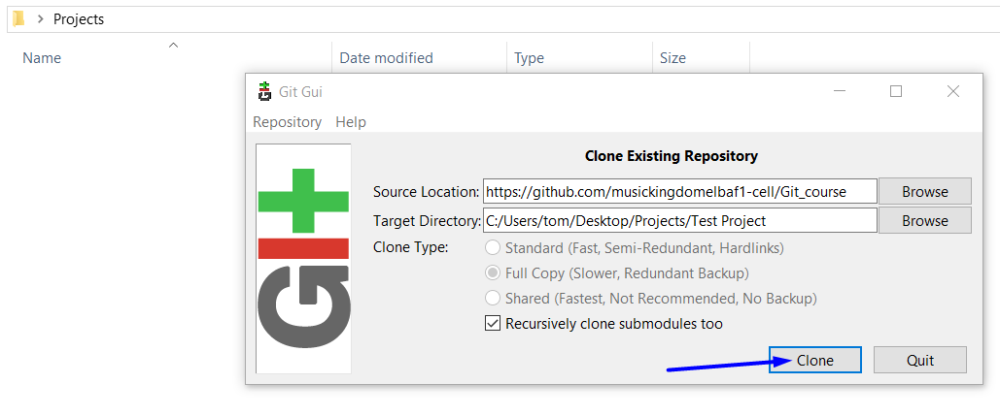 Projects
Name Date modified Type Size
Git Gui
Repository Help
Clone Existing Repository
Source Location: https://github.com/musickingdomelbaf1-cell/Git_course Browse
Target Directory: C:/Users/tom/Desktop/Projects/Test Project Browse
Clone Type: Standard (Fast, Semi-Redundant, Hardlinks)
Full Copy (Slower, Redundant Backup)
Shared (Fastest, Not Recommended, No Backup)
Recursively clone submodules too
Clone Quit
GIT